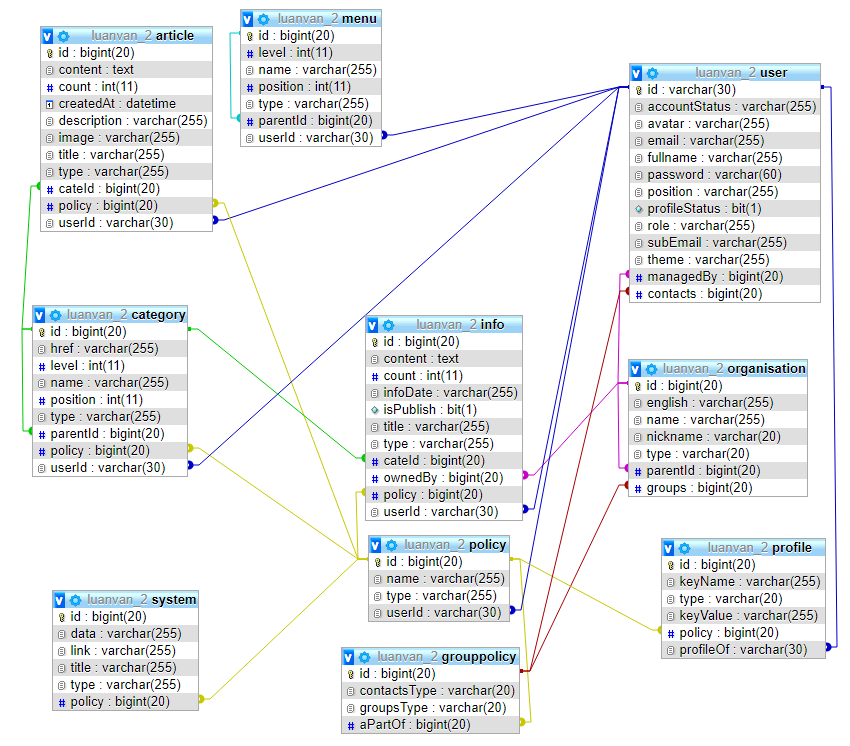 luanvan_2 article
id : bigint(20)
content : text
count : int(11)
createdAt : datetime
description : varchar(255)
image : varchar(255)
title : varchar(255)
type : varchar(255)
cateId : bigint(20)
policy : bigint(20)
userId : varchar(30)
luanvan_2 menu
id : bigint(20)
level : int(11)
name : varchar(255)
position : int(11)
type : varchar(255)
parentId : bigint(20)
userId : varchar(30)
luanvan_2 user
id : varchar(30)
accountStatus : varchar(255)
avatar : varchar(255)
email : varchar(255)
fullname : varchar(255)
password : varchar(60)
position : varchar(255)
profileStatus : bit(1)
role : varchar(255)
subEmail : varchar(255)
theme : varchar(255)
managedBy : bigint(20)
contacts : bigint(20)
luanvan_2 category
id : bigint(20)
href : varchar(255)
level : int(11)
name : varchar(255)
position : int(11)
type : varchar(255)
parentId : bigint(20)
policy : bigint(20)
userId : varchar(30)
luanvan_2 info
id : bigint(20)
content : text
count : int(11)
infoDate : varchar(255)
isPublish : bit(1)
title : varchar(255)
type : varchar(255)
cateId : bigint(20)
ownedBy : bigint(20)
policy : bigint(20)
userId : varchar(30)
luanvan_2 organisation
id : bigint(20)
english : varchar(255)
name : varchar(255)
nickname : varchar(20)
type : varchar(20)
parentId : bigint(20)
groups : bigint(20)
luanvan_2 policy
id : bigint(20)
name : varchar(255)
type : varchar(255)
userId : varchar(30)
luanvan_2 profile
id : bigint(20)
keyName : varchar(255)
type : varchar(20)
keyValue : varchar(255)
policy : bigint(20)
profileOf : varchar(30)
luanvan_2 system
id : bigint(20)
data : varchar(255)
link : varchar(255)
title : varchar(255)
type : varchar(255)
policy : bigint(20)
luanvan_2 grouppolicy
id : bigint(20)
contactsType : varchar(20)
groupsType : varchar(20)
aPartOf : bigint(20)